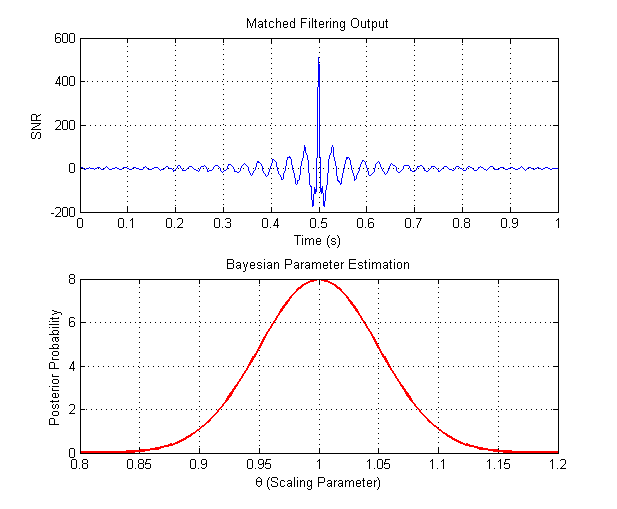 Matched Filtering Output
600
400
200
0
-200
SNR
0 0.1 0.2 0.3 0.4 0.5 0.6 0.7 0.8 0.9 1
Time (s)
Bayesian Parameter Estimation
8
6
4
2
0
Posterior Probability
0.8 0.85 0.9 0.95 1 1.05 1.1 1.15 1.2
θ (Scaling Parameter)